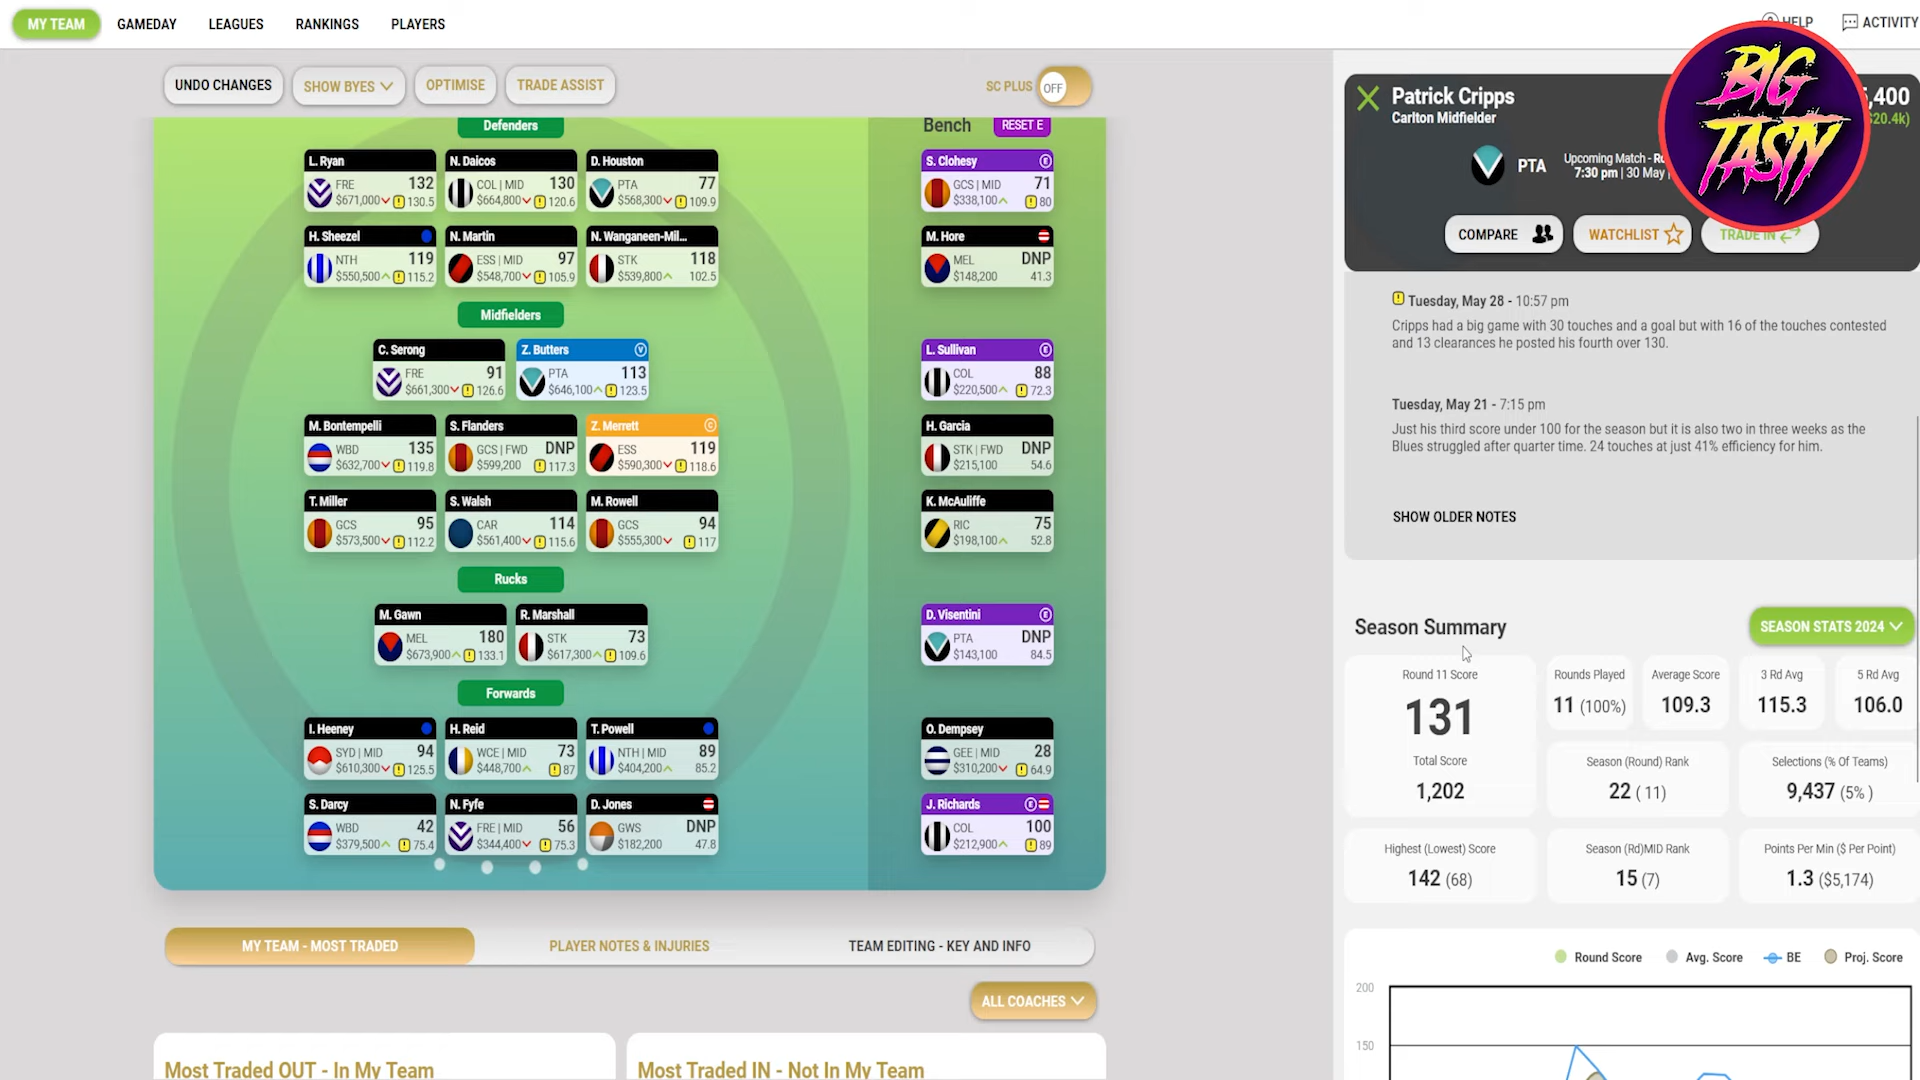 MY TEAM
GAMEDAY
LEAGUES
RANKINGS
PLAYERS
HELP
ACTIVITY
UNDO CHANGES
SHOW BYES
OPTIMISE
TRADE ASSIST
SC PLUS
OFF
Defenders
Bench
RESET E
L. Ryan
FRE 132
$671,000 130.5
N. Daicos
COL | MID 130
$664,800 120.6
D. Houston
PTA 77
$568,300 109.9
S. Clohesy E
GCS | MID 71
$338,100 80
H. Sheezel
NTH 119
$550,500 115.2
N. Martin
ESS | MID 97
$548,700 105.9
N. Wanganeen-Mil...
STK 118
$539,800 102.5
M. Hore
MEL DNP
$148,200 41.3
Midfielders
C. Serong
FRE 91
$661,300 126.6
Z. Butters V
PTA 113
$646,100 123.5
L. Sullivan E
COL 88
$220,500 72.3
M. Bontempelli
WBD 135
$632,700 119.8
S. Flanders
GCS | FWD DNP
$599,200 117.3
Z. Merrett C
ESS 119
$590,300 118.6
H. Garcia
STK | FWD DNP
$215,100 54.6
T. Miller
GCS 95
$573,500 112.2
S. Walsh
CAR 114
$561,400 115.6
M. Rowell
GCS 94
$555,300 117
K. McAuliffe
RIC 75
$198,100 52.8
Rucks
M. Gawn
MEL 180
$673,900 133.1
R. Marshall
STK 73
$617,300 109.6
D. Visentini E
PTA DNP
$143,100 84.5
Forwards
I. Heeney
SYD | MID 94
$610,300 125.5
H. Reid
WCE | MID 73
$448,700 87
T. Powell
NTH | MID 89
$404,200 85.2
O. Dempsey
GEE | MID 28
$310,200 64.9
S. Darcy
WBD 42
$379,500 75.4
N. Fyfe
FRE | MID 56
$344,400 75.3
D. Jones
GWS DNP
$182,200 47.8
J. Richards E
COL 100
$212,900 89
MY TEAM - MOST TRADED
PLAYER NOTES & INJURIES
TEAM EDITING - KEY AND INFO
ALL COACHES
Most Traded OUT - In My Team
Most Traded IN - Not In My Team
Patrick Cripps
Carlton Midfielder
,400
$20.4k)
BIG
TASTY
PTA
Upcoming Match - Ro
7:30 pm | 30 May |
COMPARE
WATCHLIST
TRADE IN
Tuesday, May 28 - 10:57 pm
Cripps had a big game with 30 touches and a goal but with 16 of the touches contested
and 13 clearances he posted his fourth over 130.
Tuesday, May 21 - 7:15 pm
Just his third score under 100 for the season but it is also two in three weeks as the
Blues struggled after quarter time. 24 touches at just 41% efficiency for him.
SHOW OLDER NOTES
Season Summary
SEASON STATS 2024
Round 11 Score
131
Total Score
1,202
Rounds Played
11 (100%)
Average Score
109.3
3 Rd Avg
115.3
5 Rd Avg
106.0
Season (Round) Rank
22 ( 11)
Selections (% Of Teams)
9,437 (5% )
Highest (Lowest) Score
142 (68)
Season (Rd)MID Rank
15 (7)
Points Per Min ($ Per Point)
1.3 ($5,174)
Round Score
Avg. Score
BE
Proj. Score
200
150